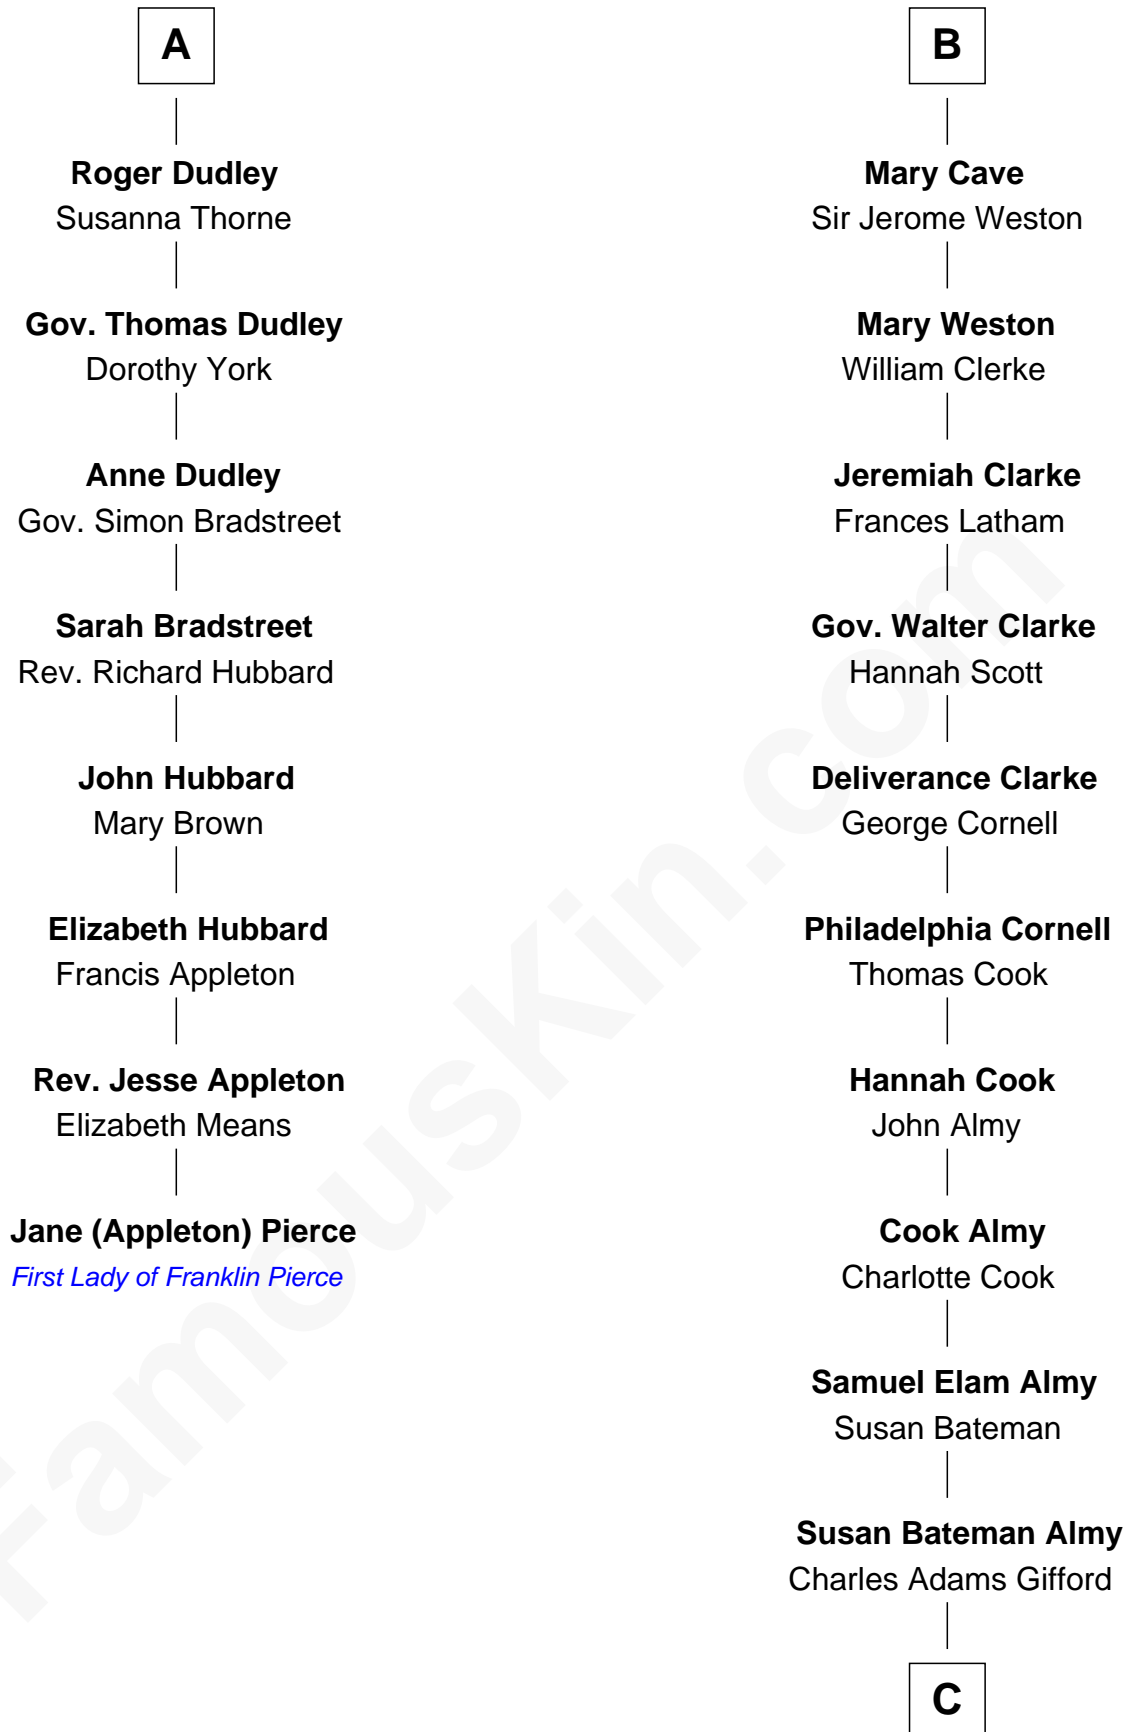 A
Roger Dudley
Susanna Thorne
Gov. Thomas Dudley
Dorothy York
Anne Dudley
Gov. Simon Bradstreet
Sarah Bradstreet
Rev. Richard Hubbard
John Hubbard
Mary Brown
Elizabeth Hubbard
Francis Appleton
Rev. Jesse Appleton
Elizabeth Means
Jane (Appleton) Pierce
First Lady of Franklin Pierce
B
Mary Cave
Sir Jerome Weston
Mary Weston
William Clerke
Jeremiah Clarke
Frances Latham
Gov. Walter Clarke
Hannah Scott
Deliverance Clarke
George Cornell
Philadelphia Cornell
Thomas Cook
Hannah Cook
John Almy
Cook Almy
Charlotte Cook
Samuel Elam Almy
Susan Bateman
Susan Bateman Almy
Charles Adams Gifford
C
FamousKin.com